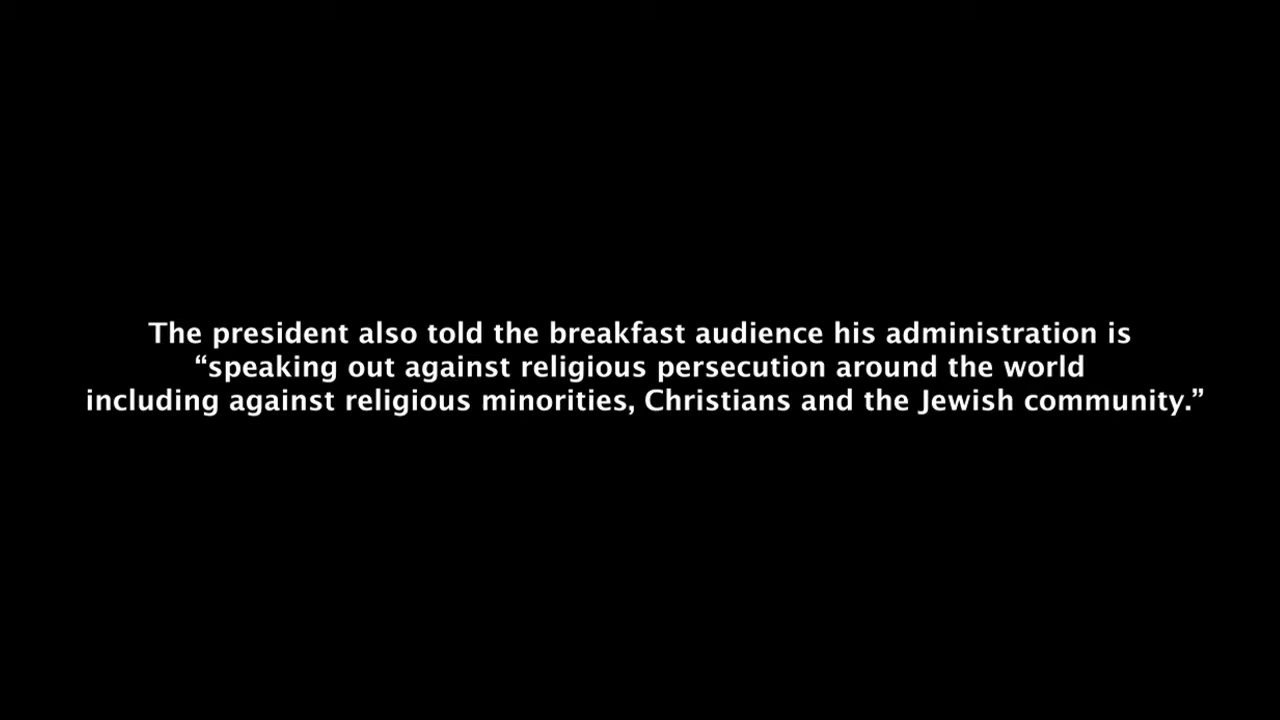 The president also told the breakfast audience his administration is
“speaking out against religious persecution around the world
including against religious minorities, Christians and the Jewish community.”